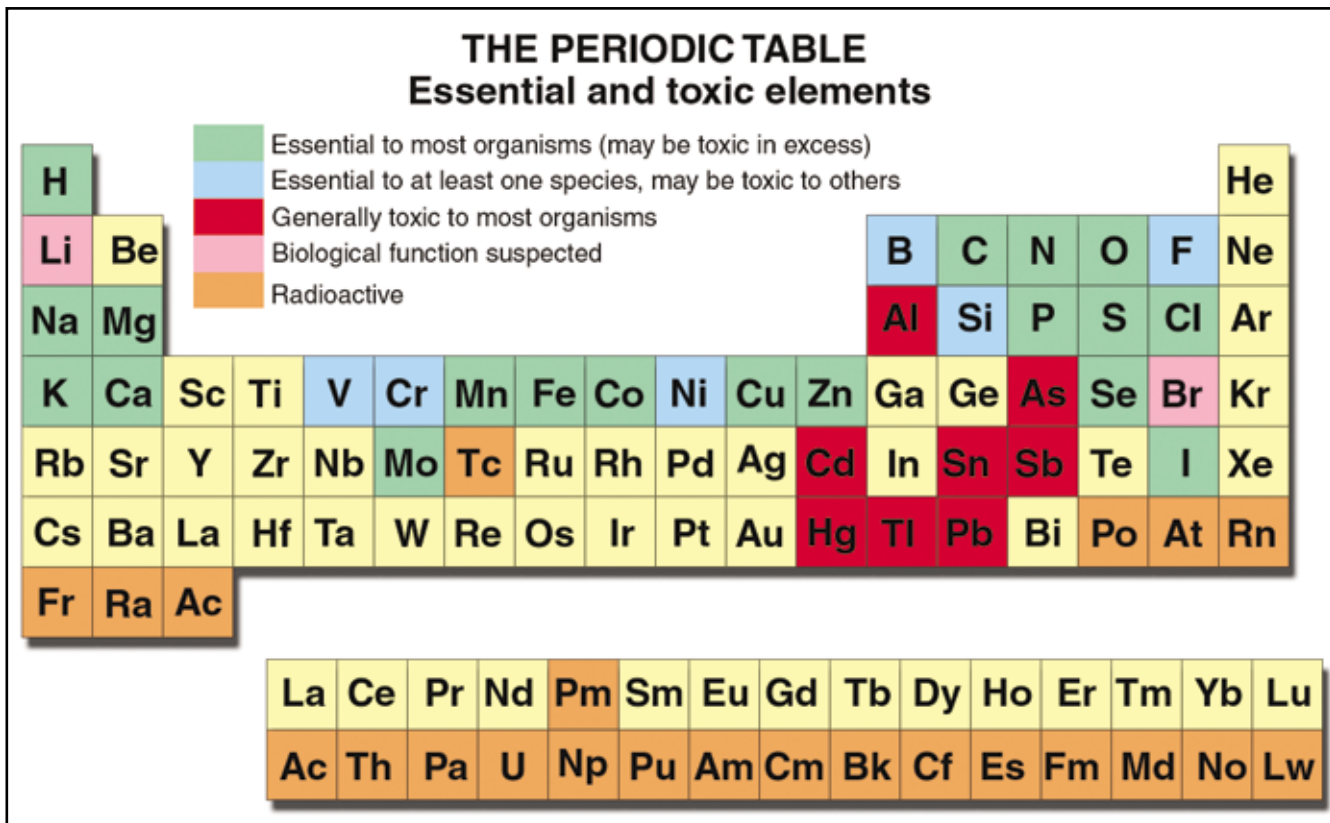 THE PERIODIC TABLE
Essential and toxic elements
Essential to most organisms (may be toxic in excess)
Essential to at least one species, may be toxic to others
Generally toxic to most organisms
Biological function suspected
Radioactive
H He
Li Be B C N O F Ne
Na Mg Al Si P S Cl Ar
K Ca Sc Ti V Cr Mn Fe Co Ni Cu Zn Ga Ge As Se Br Kr
Rb Sr Y Zr Nb Mo Tc Ru Rh Pd Ag Cd In Sn Sb Te I Xe
Cs Ba La Hf Ta W Re Os Ir Pt Au Hg Tl Pb Bi Po At Rn
Fr Ra Ac
La Ce Pr Nd Pm Sm Eu Gd Tb Dy Ho Er Tm Yb Lu
Ac Th Pa U Np Pu Am Cm Bk Cf Es Fm Md No Lw